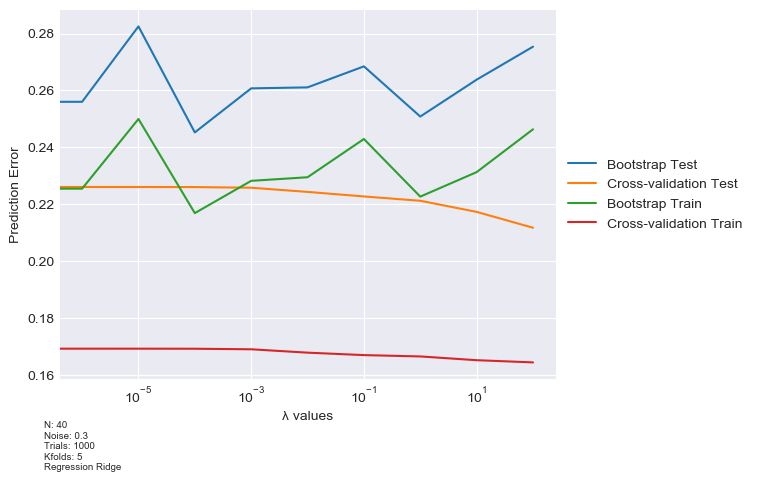 0.28
0.26
0.24
0.22
0.20
0.18
0.16
Prediction Error
10⁻⁵
10⁻³
10⁻¹
10¹
λ values
Bootstrap Test
Cross-validation Test
Bootstrap Train
Cross-validation Train
N: 40
Noise: 0.3
Trials: 1000
Kfolds: 5
Regression Ridge